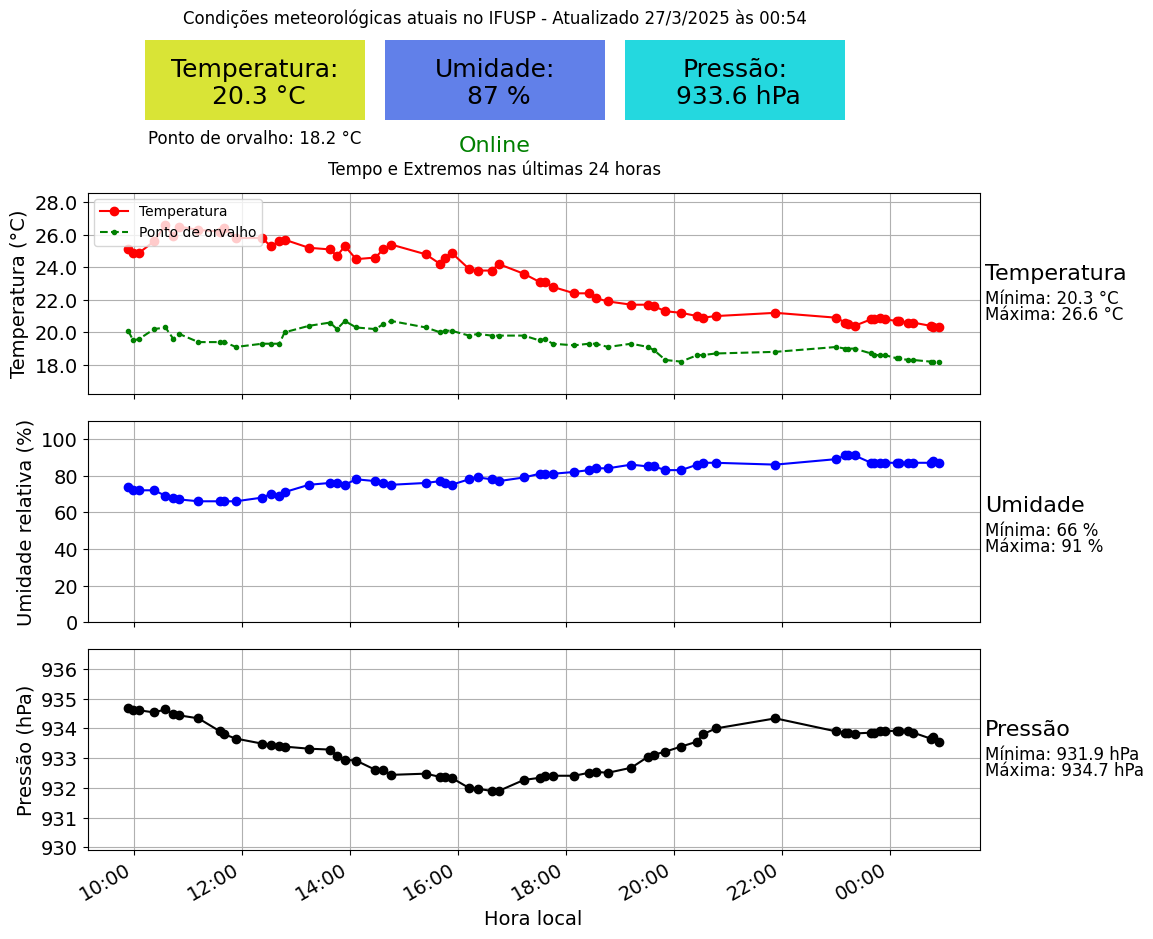 Condições meteorológicas atuais no IFUSP - Atualizado 27/3/2025 às 00:54
Temperatura:
20.3 °C
Umidade:
87 %
Pressão:
933.6 hPa
Ponto de orvalho: 18.2 °C
Online
Tempo e Extremos nas últimas 24 horas
Temperatura (°C)
28.0
26.0
24.0
22.0
20.0
18.0
Temperatura
Ponto de orvalho
Temperatura
Mínima: 20.3 °C
Máxima: 26.6 °C
Umidade relativa (%)
100
80
60
40
20
0
Umidade
Mínima: 66 %
Máxima: 91 %
Pressão (hPa)
936
935
934
933
932
931
930
Pressão
Mínima: 931.9 hPa
Máxima: 934.7 hPa
10:00
12:00
14:00
16:00
18:00
20:00
22:00
00:00
Hora local